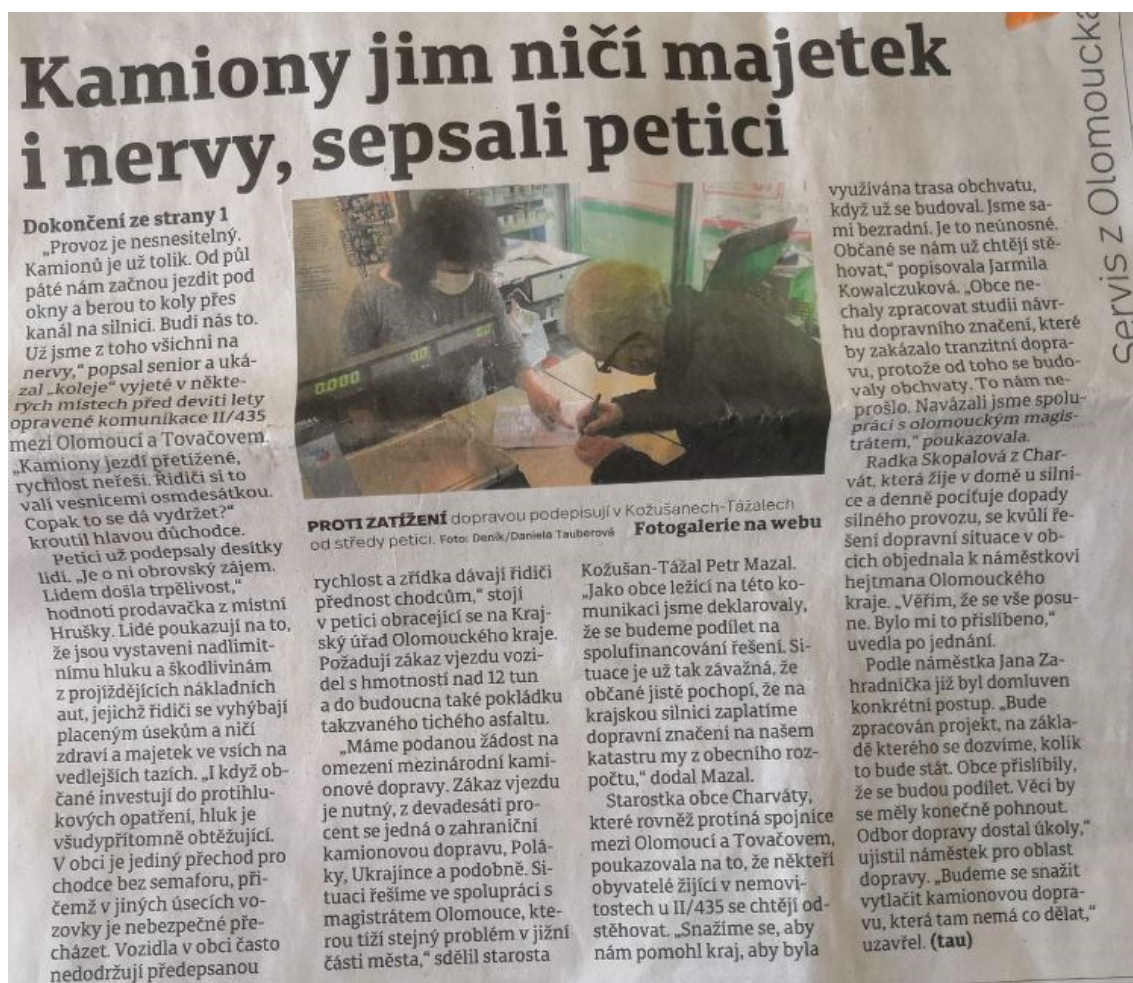 Kamiony jim ničí majetek
i nervy, sepsali petici
Dokončení ze strany 1
„Provoz je nesnesitelný.
Kamionů je už tolik. Od půl
páté nám začnou jezdit pod
okny a berou to koly přes
kanál na silnici. Budí nás to.
Už jsme z toho všichni na
nervy,“ popsal senior a uká-
zal „koleje“ vyjeté v někte-
rých místech před devíti lety
opravené komunikace II/435
mezi Olomoucí a Tovačovem.
„Kamiony jezdí přetížené,
rychlost neřeší. Řidiči si to
valí vesnicemi osmdesátkou.
Copak to se dá vydržet?“
kroutil hlavou důchodce.
Petici už podepsaly desítky
lidí. „Je o ni obrovský zájem.
Lidem došla trpělivost,“
hodnotí prodavačka z místní
Hrušky. Lidé poukazují na to,
že jsou vystaveni nadlimit-
nímu hluku a škodlivinám
z projíždějících nákladních
aut, jejichž řidiči se vyhýbají
placeným úsekům a ničí
zdraví a majetek ve vsích na
vedlejších tazích. „I když ob-
čané investují do protihlu-
kových opatření, hluk je
všudypřítomně obtěžující.
V obci je jediný přechod pro
chodce bez semaforu, při-
čemž v jiných úsecích vo-
zovky je nebezpečné pře-
cházet. Vozidla v obci často
nedodržují předepsanou
0.000
0.0
0.0
PROTI ZATÍŽENÍ dopravou podepisují v Kožušanech-Tážalech
od středy petici. Foto: Deník/Daniela Tauberová Fotogalerie na webu
rychlost a zřídka dávají řidiči
přednost chodcům,“ stojí
v petici obracející se na Kraj-
ský úřad Olomouckého kraje.
Požadují zákaz vjezdu vozi-
del s hmotností nad 12 tun
a do budoucna také pokládku
takzvaného tichého asfaltu.
„Máme podanou žádost na
omezení mezinárodní kami-
onové dopravy. Zákaz vjezdu
je nutný, z devadesáti pro-
cent se jedná o zahraniční
kamionovou dopravu, Polá-
ky, Ukrajince a podobně. Si-
tuaci řešíme ve spolupráci s
magistrátem Olomouce, kte-
rou tíží stejný problém v jižní
části města,“ sdělil starosta
Kožušan-Tážal Petr Mazal.
„Jako obce ležící na této ko-
munikaci jsme deklarovaly,
že se budeme podílet na
spolufinancování řešení. Si-
tuace je už tak závažná, že
občané jistě pochopí, že na
krajskou silnici zaplatíme
dopravní značení na našem
katastru my z obecního roz-
počtu,“ dodal Mazal.
Starostka obce Charváty,
které rovněž protíná spojnice
mezi Olomoucí a Tovačovem,
poukazovala na to, že někteří
obyvatelé žijící v nemovi-
tostech u II/435 se chtějí od-
stěhovat. „Snažíme se, aby
nám pomohl kraj, aby byla
využívána trasa obchvatu,
když už se budoval. Jsme sa-
mi bezradní. Je to neúnosné.
Občané se nám už chtějí stě-
hovat,“ popisovala Jarmila
Kowalczuková. „Obce ne-
chaly zpracovat studii návr-
hu dopravního značení, které
by zakázalo tranzitní dopra-
vu, protože od toho se budo-
valy obchvaty. To nám ne-
prošlo. Navázali jsme spolu-
práci s olomouckým magis-
trátem,“ poukazovala.
Radka Skopalová z Char-
vát, která žije v domě u silni-
ce a denně pociťuje dopady
silného provozu, se kvůli ře-
šení dopravní situace v ob-
cích objednala k náměstkovi
hejtmana Olomouckého
kraje. „Věřím, že se vše posu-
ne. Bylo mi to přislíbeno,“
uvedla po jednání.
Podle náměstka Jana Za-
hradníčka již byl domluven
konkrétní postup. „Bude
zpracován projekt, na zákla-
dě kterého se dozvíme, kolik
to bude stát. Obce přislíbily,
že se budou podílet. Věci by
se měly konečně pohnout.
Odbor dopravy dostal úkoly,“
ujistil náměstek pro oblast
dopravy. „Budeme se snažit
vytlačit kamionovou dopra-
vu, která tam nemá co dělat,“
uzavřel. (tau)
Servis z Olomoucka